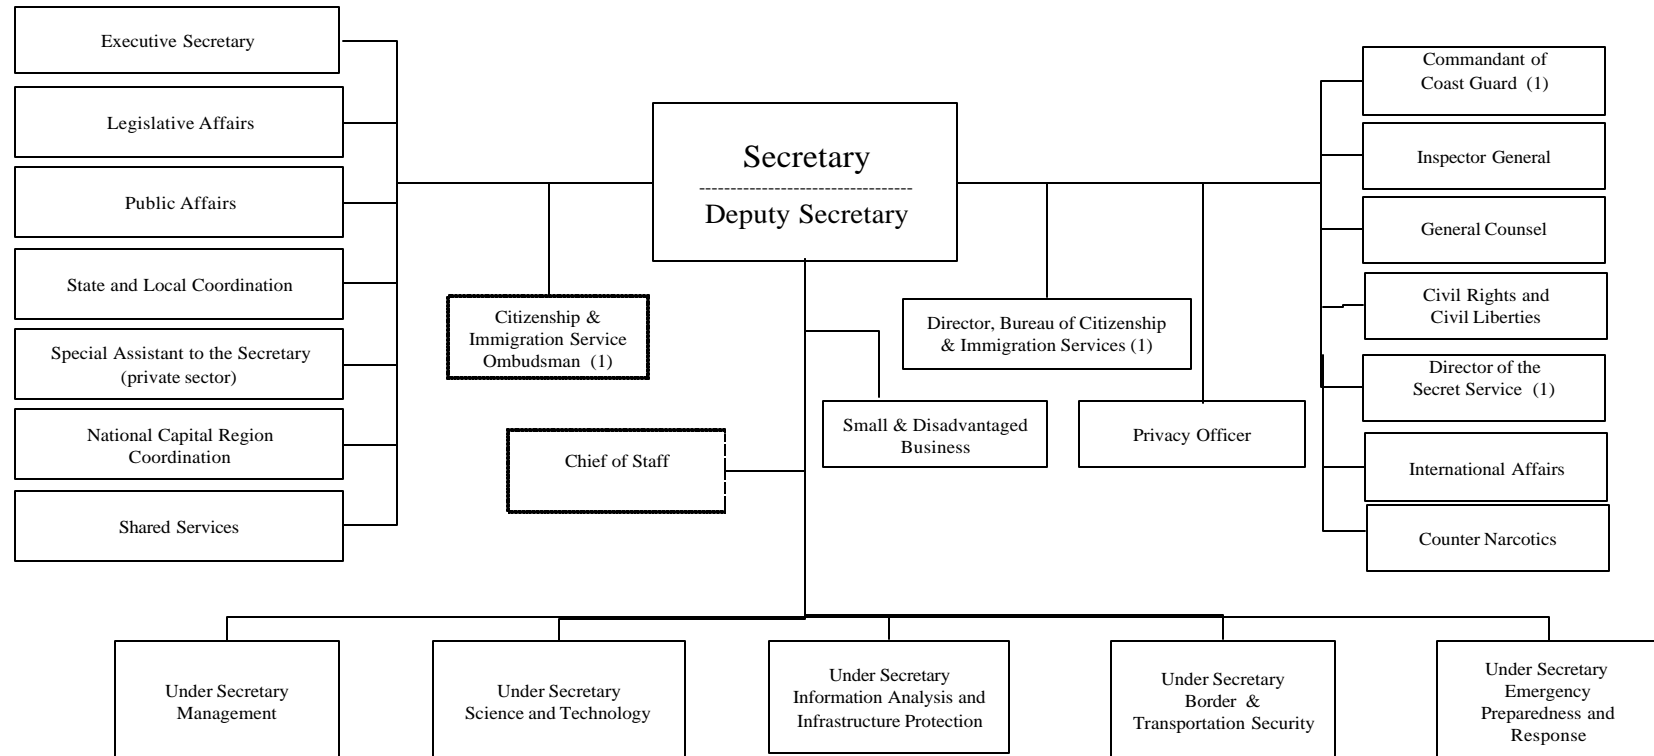 Executive Secretary
Legislative Affairs
Public Affairs
State and Local Coordination
Special Assistant to the Secretary
(private sector)
National Capital Region
Coordination
Shared Services
Secretary
-----------------------------------
Deputy Secretary
Citizenship &
Immigration Service
Ombudsman (1)
Director, Bureau of Citizenship
& Immigration Services (1)
Small & Disadvantaged
Business
Privacy Officer
Chief of Staff
Commandant of
Coast Guard (1)
Inspector General
General Counsel
Civil Rights and
Civil Liberties
Director of the
Secret Service (1)
International Affairs
Counter Narcotics
Under Secretary
Management
Under Secretary
Science and Technology
Under Secretary
Information Analysis and
Infrastructure Protection
Under Secretary
Border &
Transportation Security
Under Secretary
Emergency
Preparedness and
Response